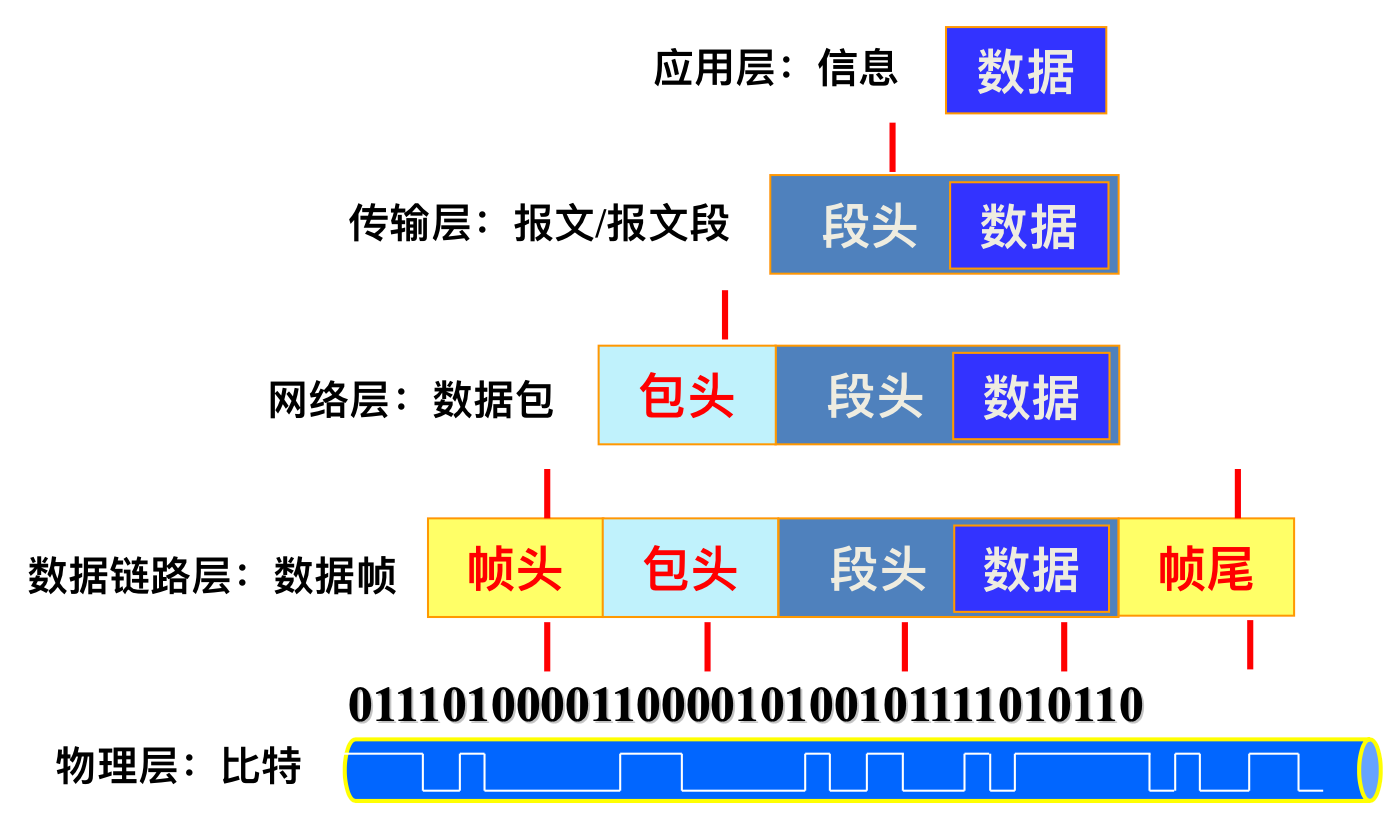 应用层：信息 数据
传输层：报文/报文段 段头 数据
网络层：数据包 包头 段头 数据
数据链路层：数据帧 帧头 包头 段头 数据 帧尾
01110100001100001010010111101011​0
物理层：比特